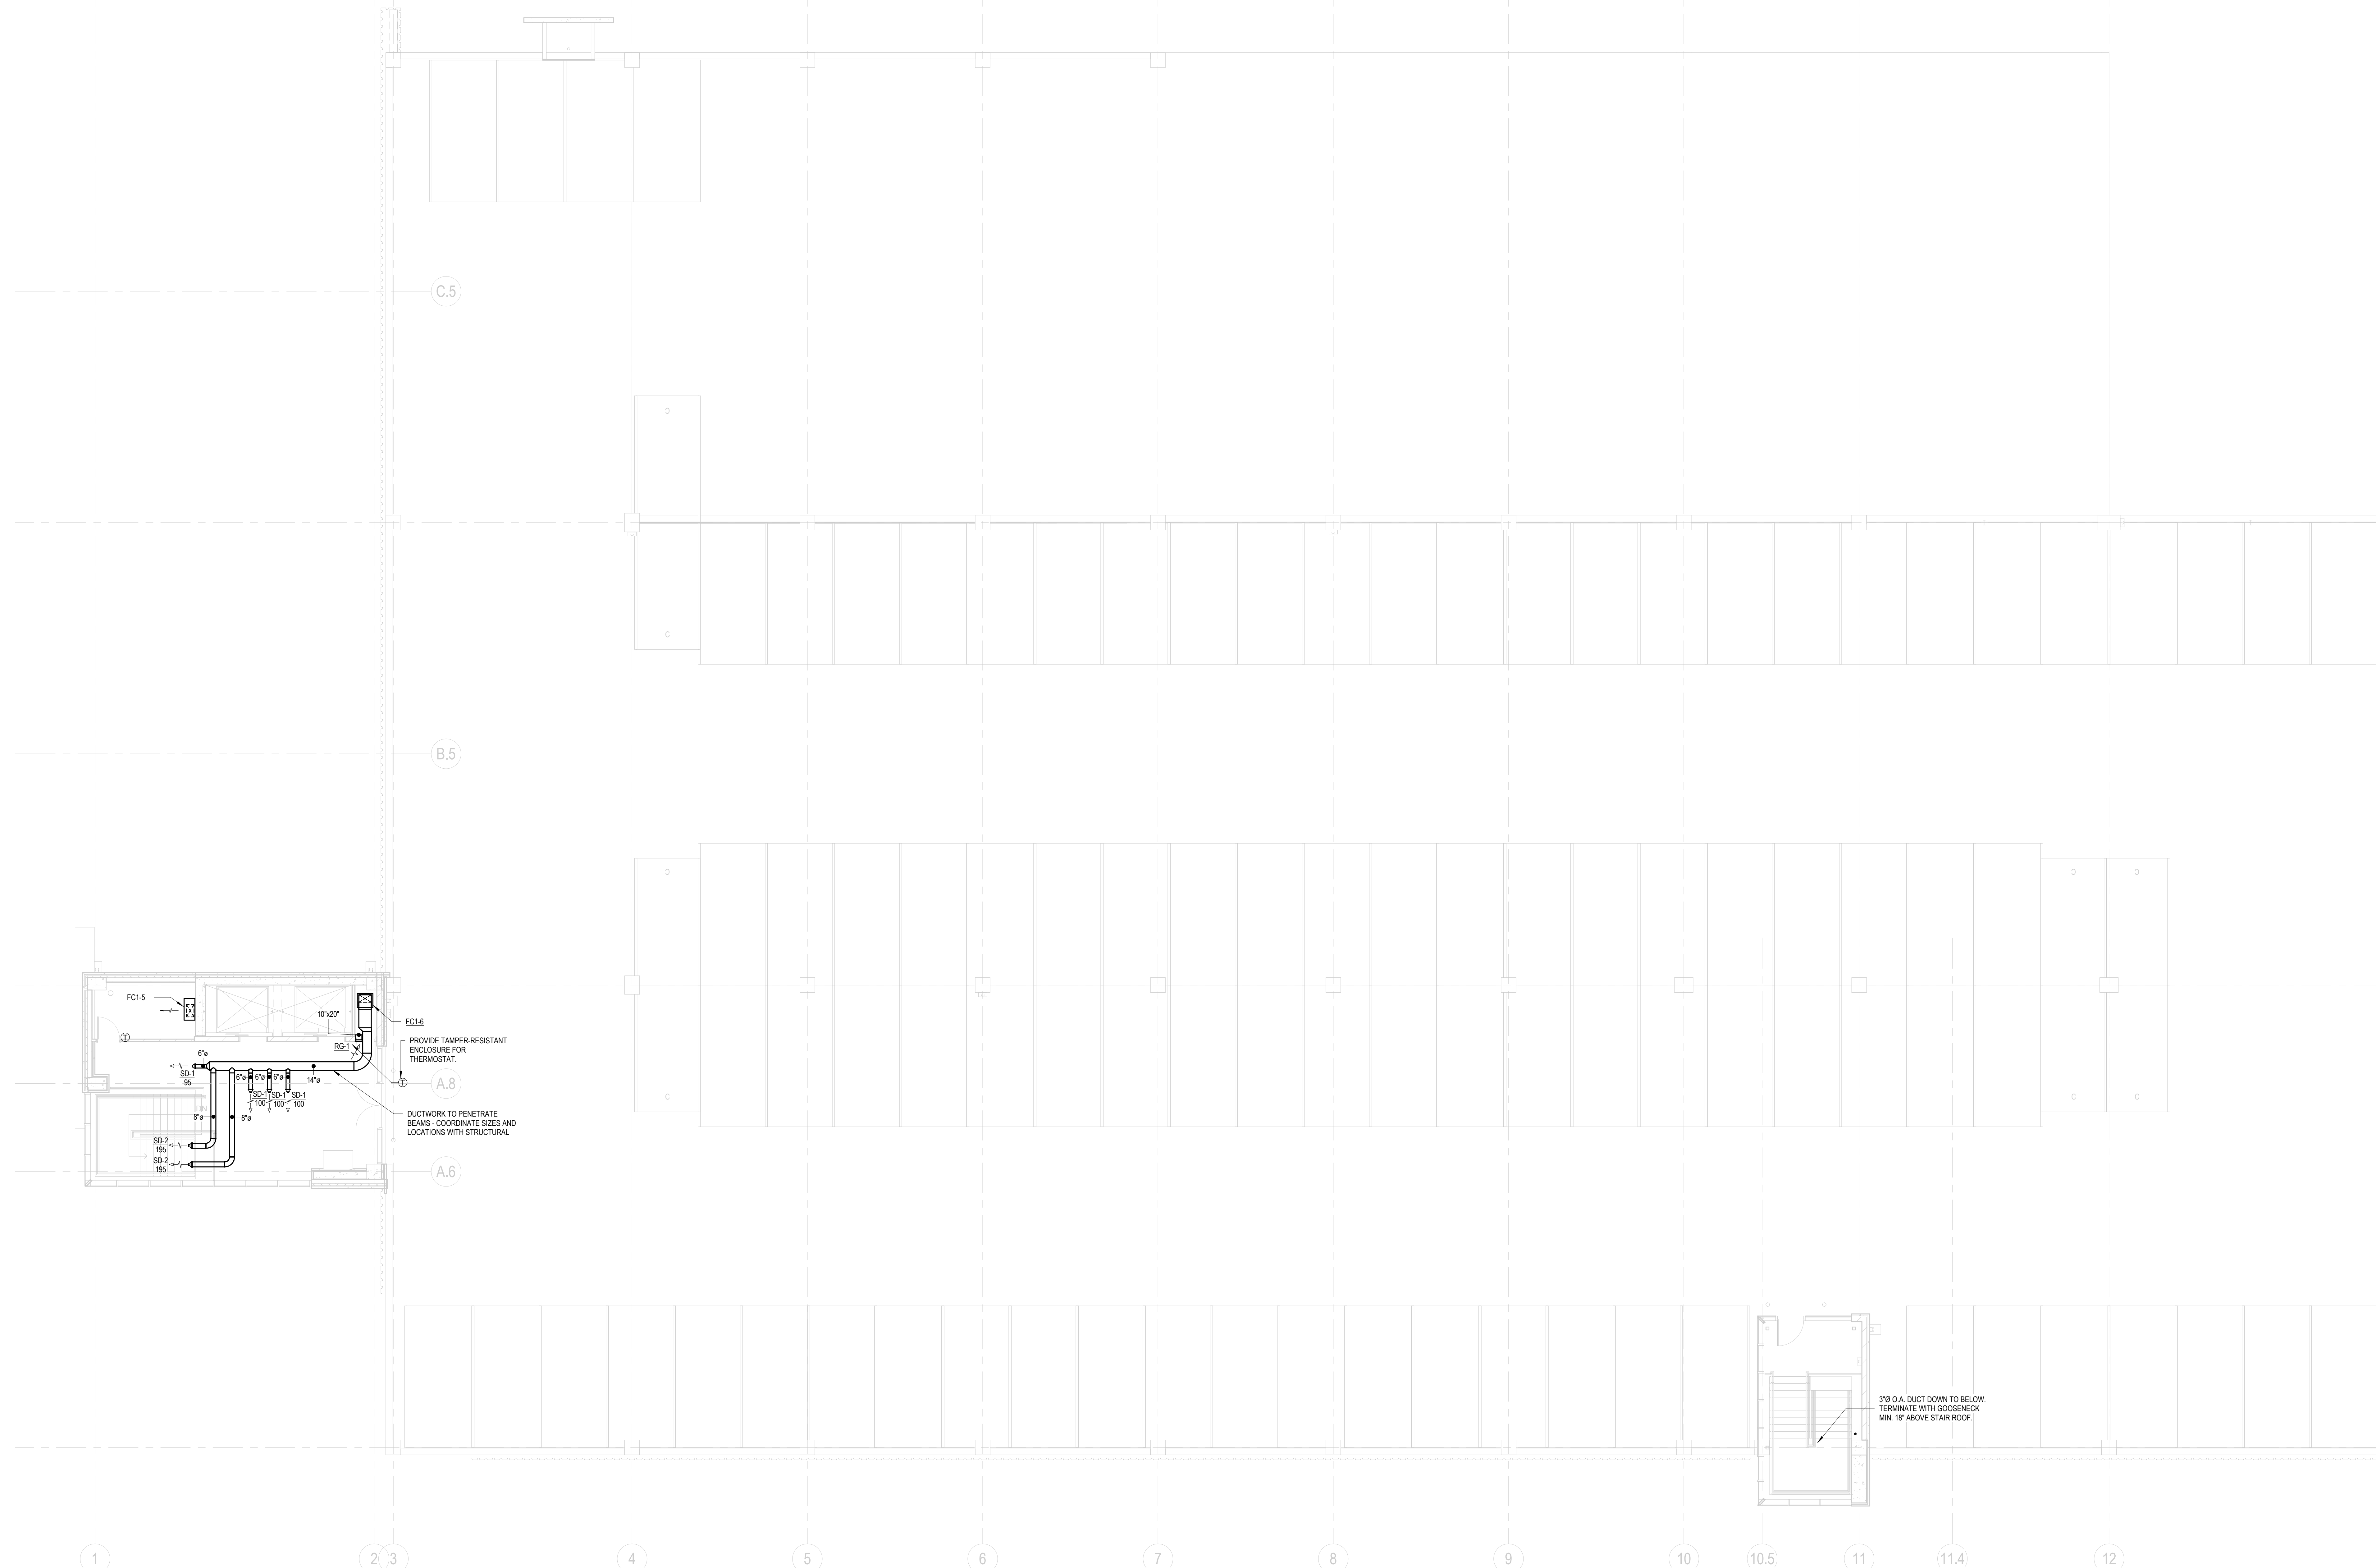 C.5
B.5
FC1-5
10"x20"
FC1-6
RG-1
PROVIDE TAMPER-RESISTANT
ENCLOSURE FOR
THERMOSTAT.
T
T
6"ø
SD-1
95
6"ø
6"ø
6"ø
14"ø
A.8
SD-1
100
SD-1
100
SD-1
100
DN
8"ø
8"ø
DUCTWORK TO PENETRATE
BEAMS - COORDINATE SIZES AND
LOCATIONS WITH STRUCTURAL
SD-2
195
SD-2
195
A.6
3"Ø O.A. DUCT DOWN TO BELOW.
TERMINATE WITH GOOSENECK
MIN. 18" ABOVE STAIR ROOF.
1
2
3
4
5
6
7
8
9
10
10.5
11
11.4
12